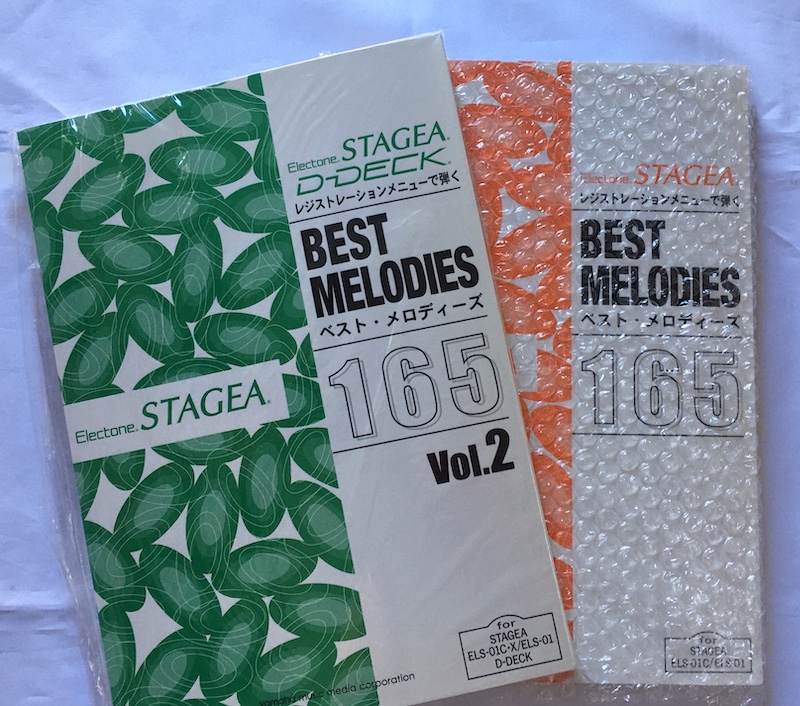 Electone. STAGEA
D-DECK
レジストレーションメニューで弾く
BEST
MELODIES
ベスト・メロディーズ
165
Vol.2
Electone. STAGEA
for
STAGEA
ELS-01C・X/ELS-01
D-DECK
yamaha music media corporation
Electone. STAGEA
レジストレーションメニューで弾く
BEST
MELODIES
ベスト・メロディーズ
165
for
STAGEA
ELS-01C/ELS-01